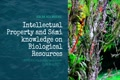 Intellectual
Property and Sámi
knowledge on
Biological
Resources